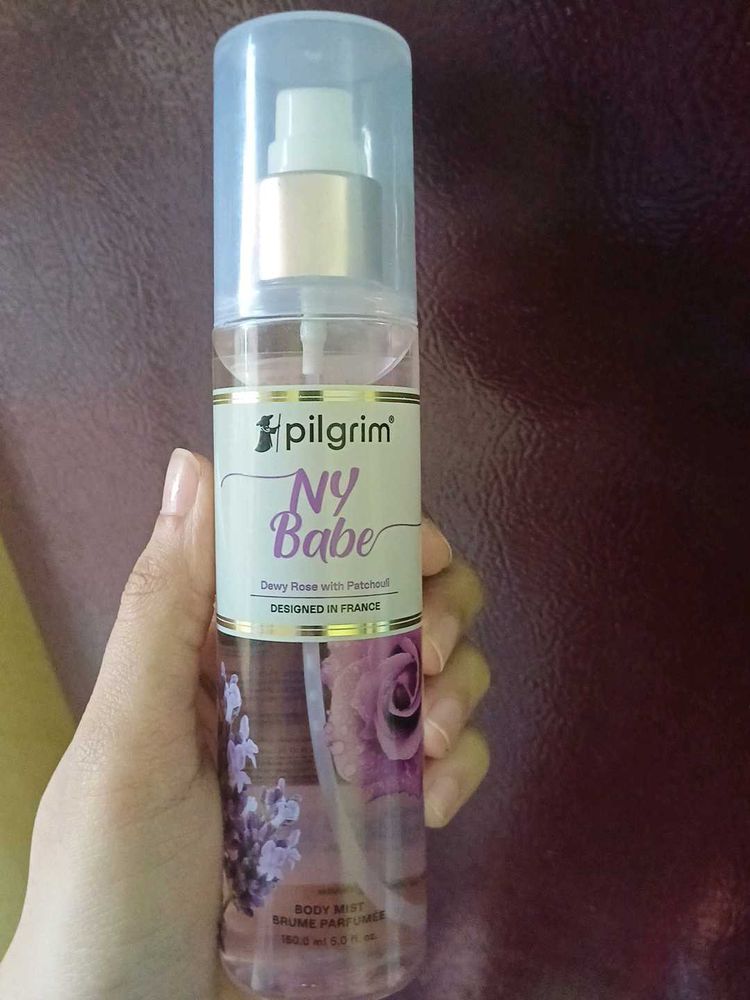 pilgrim®
NY
Babe
Dewy Rose with Patchouli
DESIGNED IN FRANCE
BODY MIST
BRUME PARFUMÉE
150.0 ml 5.0 fl. oz.